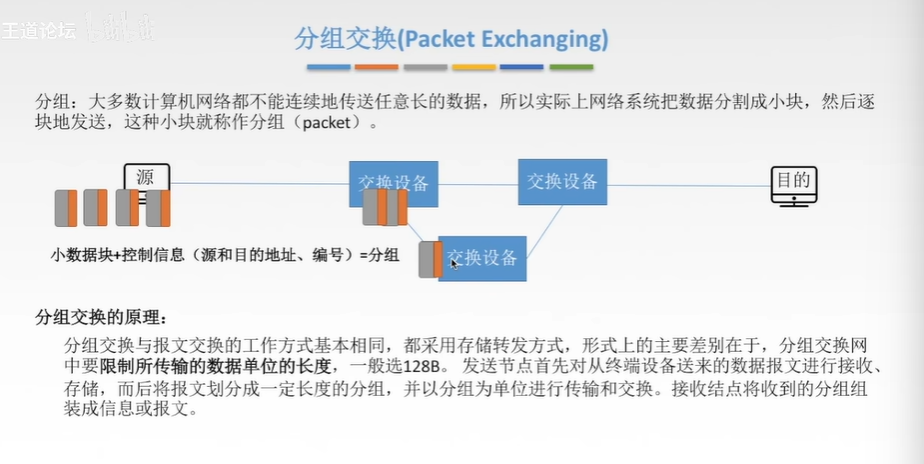 王道论坛
分组交换(Packet Exchanging)
分组：大多数计算机网络都不能连续地传送任意长的数据，所以实际上网络系统把数据分割成小块，然后逐
块地发送，这种小块就称作分组（packet）。
源
交换设备
交换设备
目的
小数据块+控制信息（源和目的地址、编号）=分组
交换设备
分组交换的原理：
分组交换与报文交换的工作方式基本相同，都采用存储转发方式，形式上的主要差别在于，分组交换网
中要限制所传输的数据单位的长度，一般选128B。 发送节点首先对从终端设备送来的数据报文进行接收、
存储，而后将报文划分成一定长度的分组，并以分组为单位进行传输和交换。接收结点将收到的分组组
装成信息或报文。